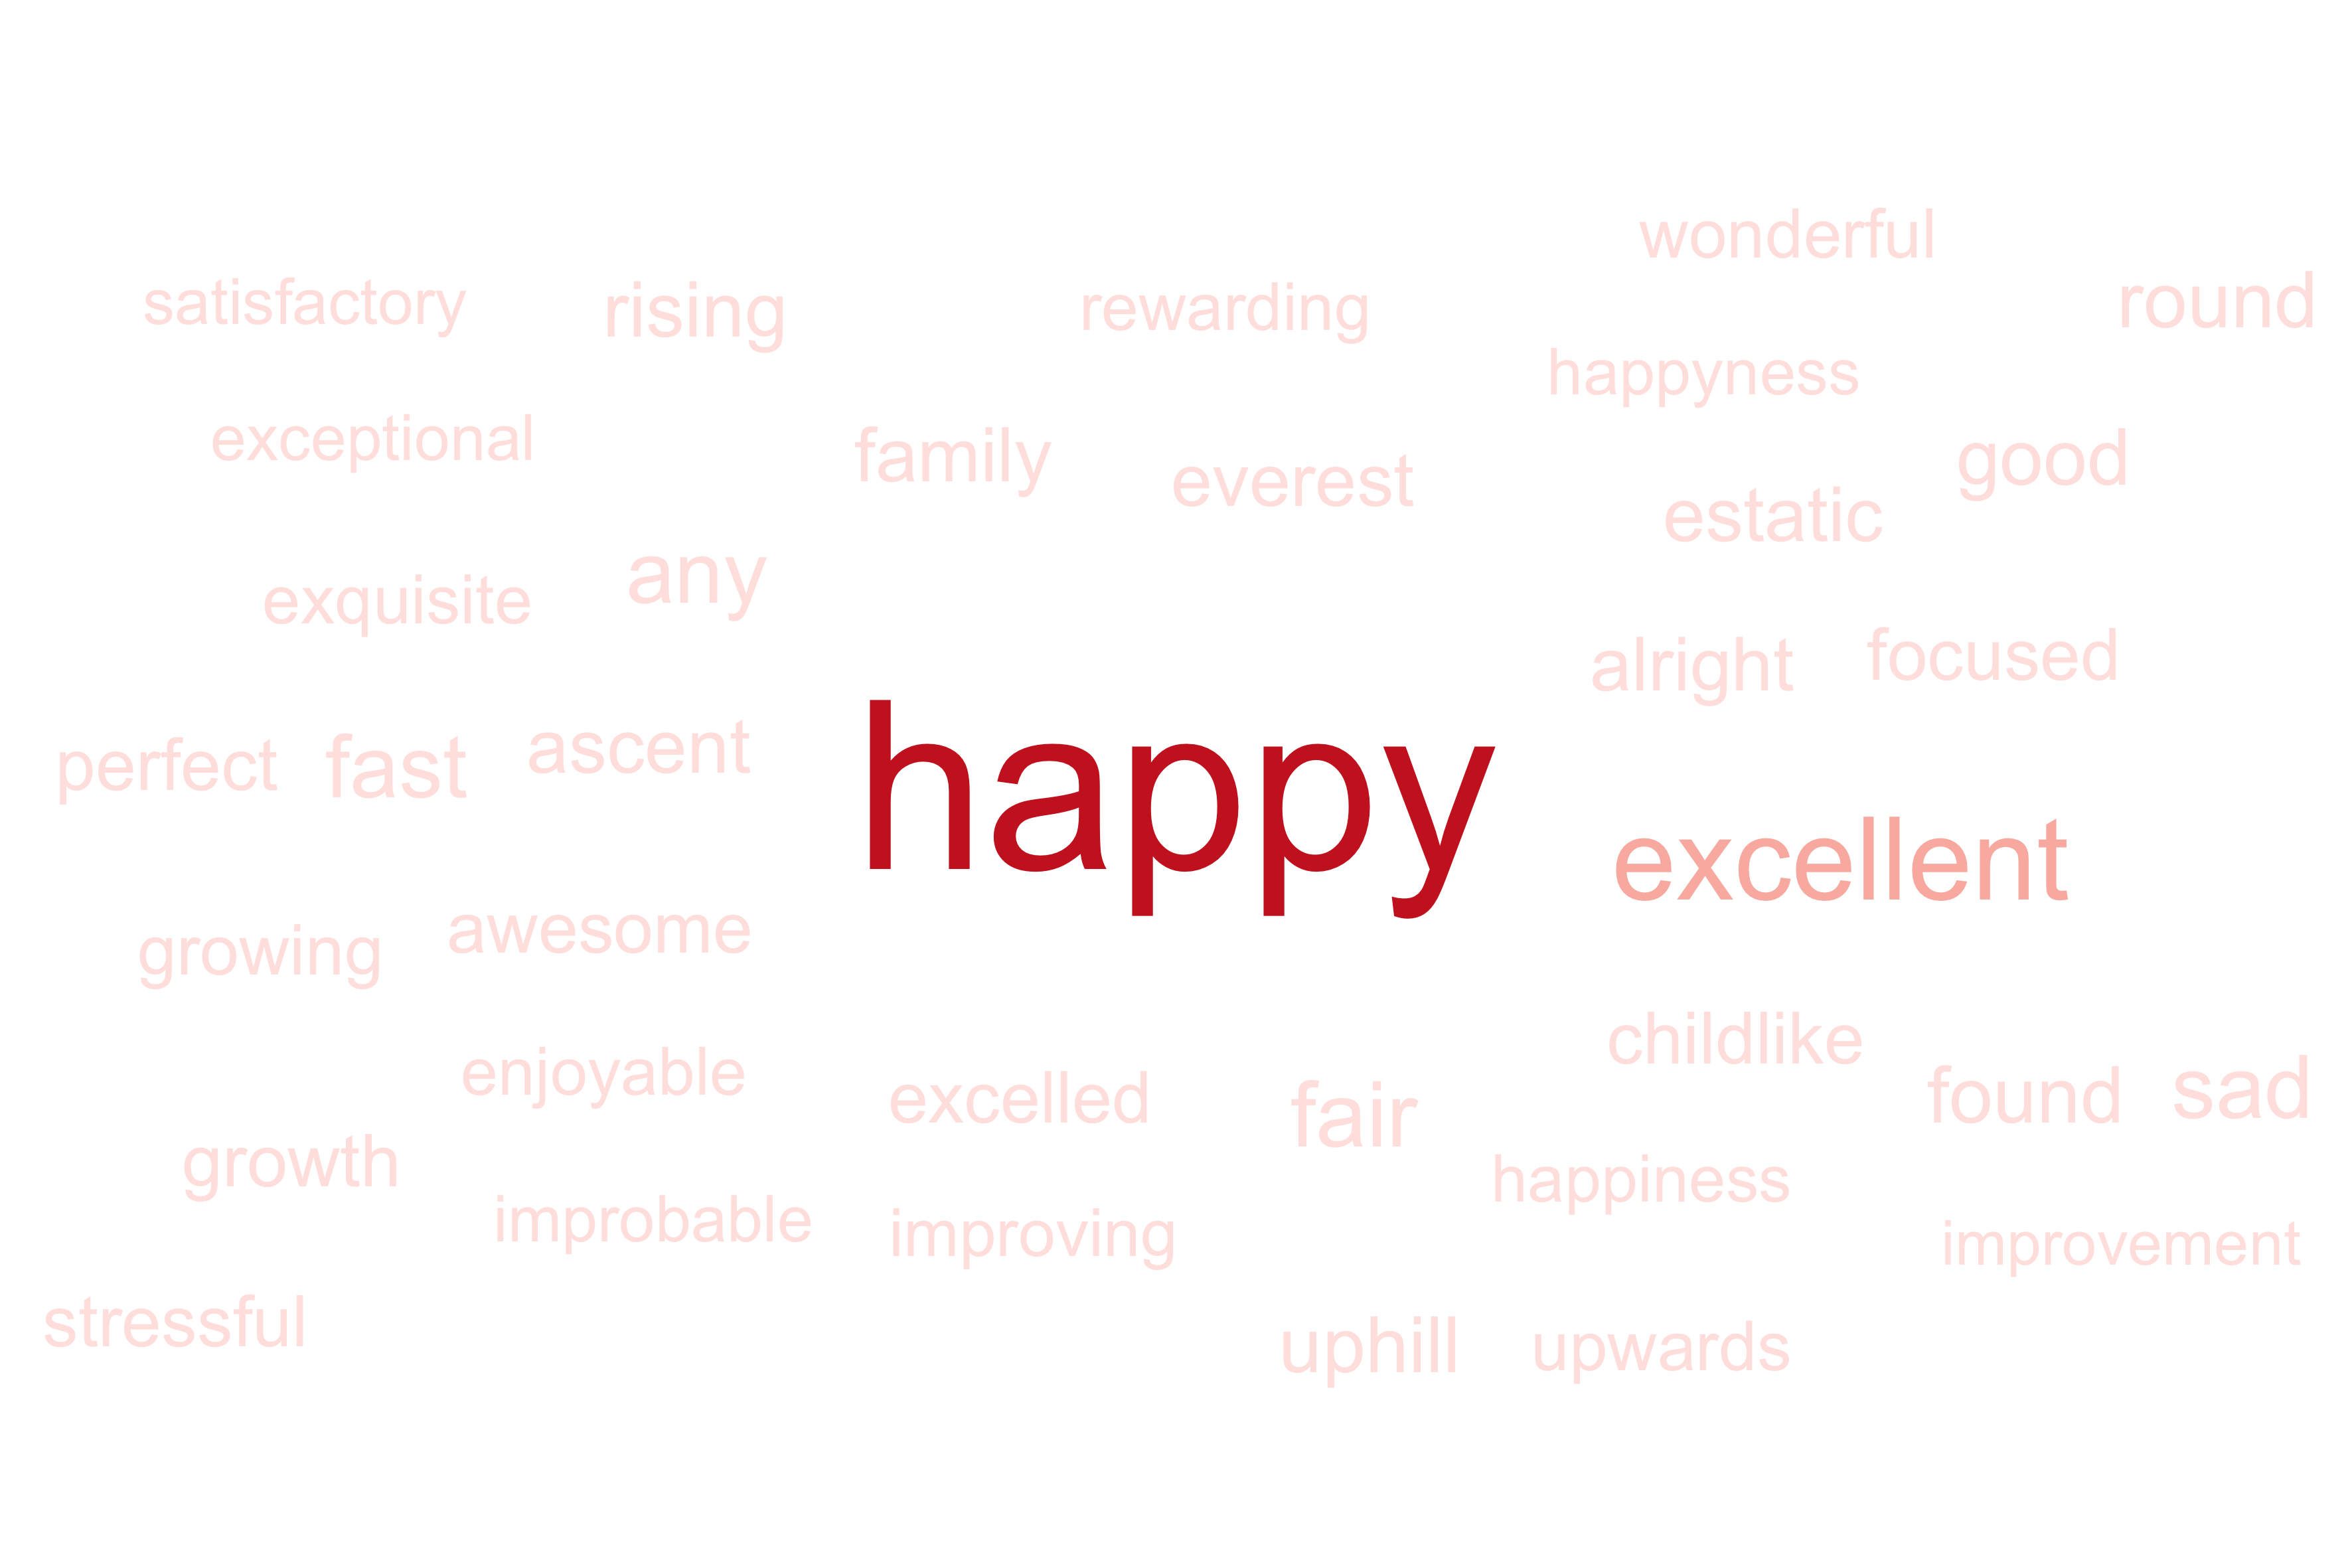 wonderful
satisfactory rising rewarding round
happyness
exceptional family everest good
estatic
exquisite any
alright focused
perfect fast ascent happy
excellent
growing awesome
childlike
enjoyable excelled fair found sad
growth happiness
improbable improving improvement
stressful uphill upwards